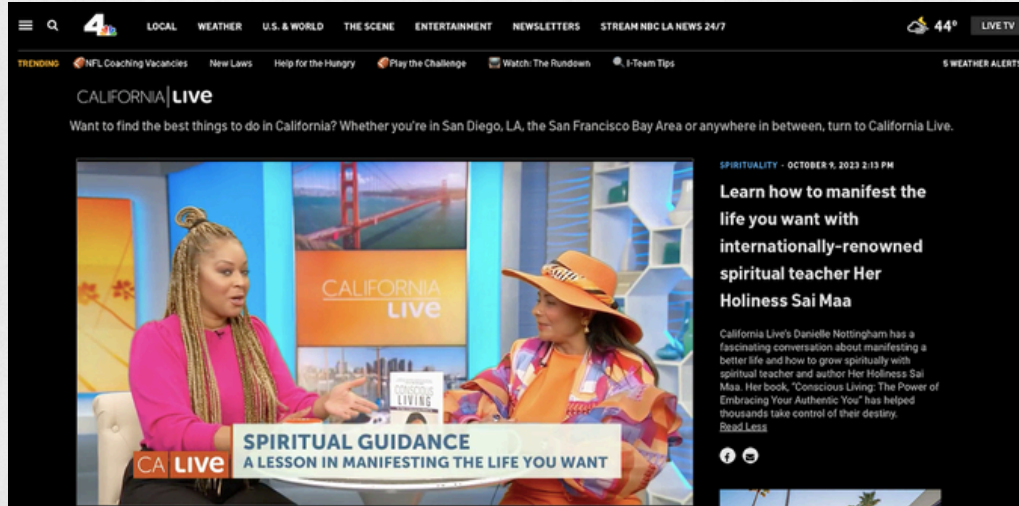 4
LOCAL WEATHER U.S. & WORLD THE SCENE ENTERTAINMENT NEWSLETTERS STREAM NBC LA NEWS 24/7
44°
LIVE TV
TRENDING NFL Coaching Vacancies New Laws Help for the Hungry Play the Challenge Watch: The Rundown I-Team Tips
5 WEATHER ALERTS
CALIFORNIA LIVE
Want to find the best things to do in California? Whether you're in San Diego, LA, the San Francisco Bay Area or anywhere in between, turn to California Live.
CALIFORNIA
LIVE
CONSCIOUS
LIVING
SPIRITUAL GUIDANCE
CA LIVE
A LESSON IN MANIFESTING THE LIFE YOU WANT
SPIRITUALITY - OCTOBER 9, 2023 2:13 PM
Learn how to manifest the
life you want with
internationally-renowned
spiritual teacher Her
Holiness Sai Maa
California Live's Danielle Nottingham has a
fascinating conversation about manifesting a
better life and how to grow spiritually with
spiritual teacher and author Her Holiness Sai
Maa. Her book, "Conscious Living: The Power of
Embracing Your Authentic You" has helped
thousands take control of their destiny.
Read Less